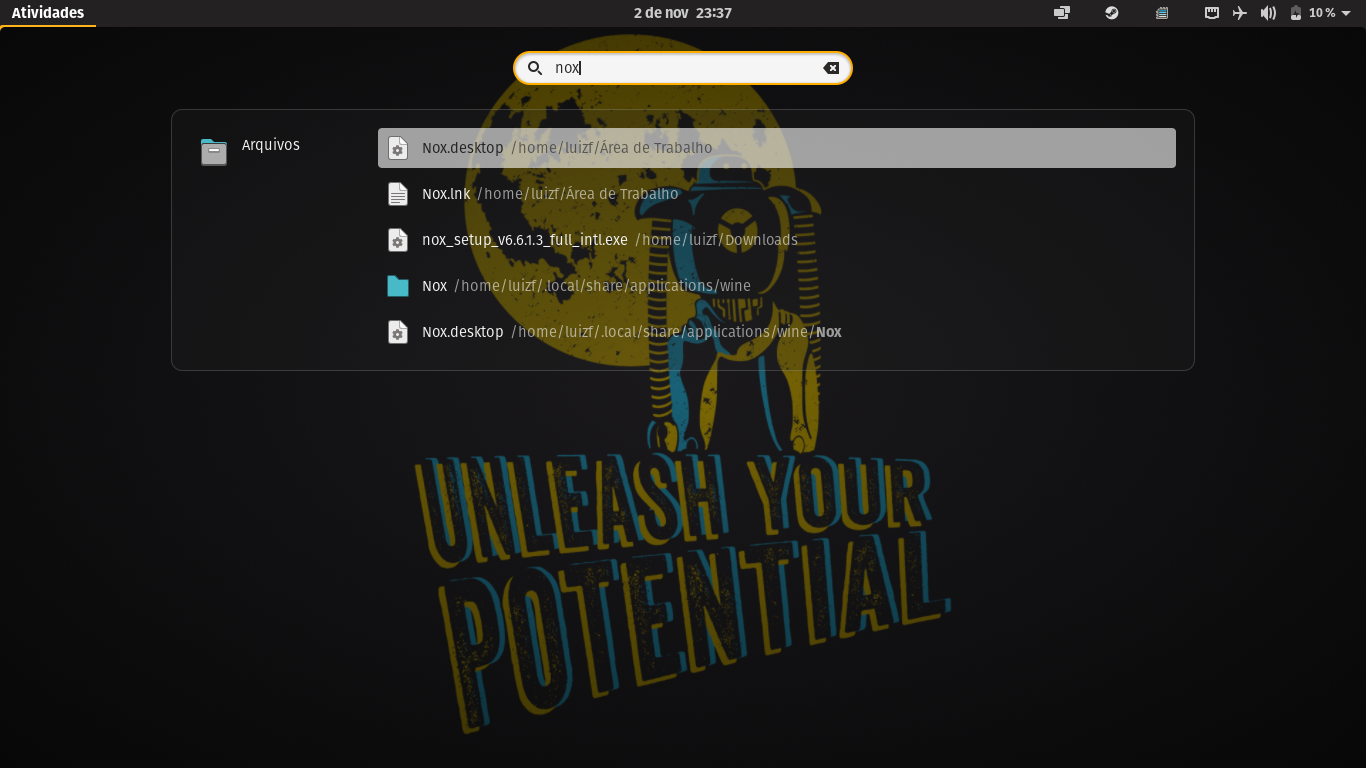 Atividades
2 de nov 23:37
10 %
nox
Arquivos
Nox.desktop /home/luizf/Área de Trabalho
Nox.lnk /home/luizf/Área de Trabalho
nox_setup_v6.6.1.3_full_intl.exe /home/luizf/Downloads
Nox /home/luizf/.local/share/applications/wine
Nox.desktop /home/luizf/.local/share/applications/wine/Nox
UNLEASH YOUR
POTENTIAL